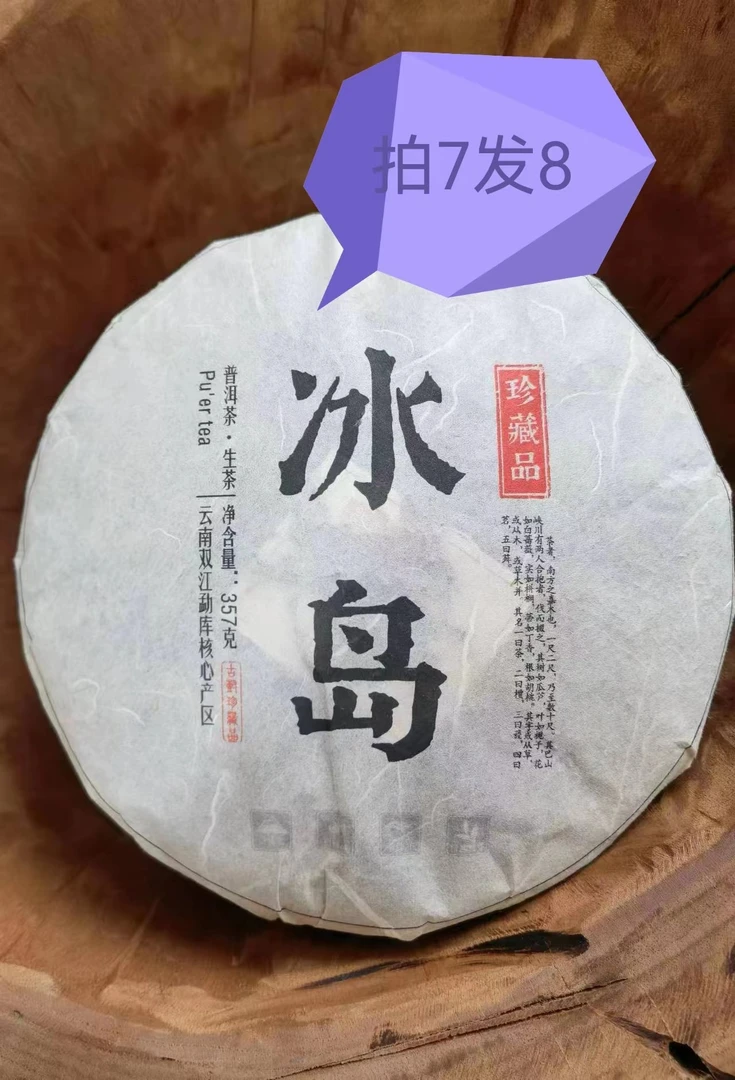 拍7发8
珍藏品
茶者，南方之嘉木也，一尺二尺，乃至数十尺。其巴山
峡川有两人合抱者，伐而掇之，其树如瓜芦，叶如栀子，花
如白蔷薇，实如栟榈，蒂如丁香，根如胡桃。其字或从草，
或从木，或草木并。其名一曰茶，二曰槚，三曰蔎，四曰
茗，五曰荈。
冰岛
普洱茶·生茶
净含量：357克
Pu'er tea
云南双江勐库核心产区